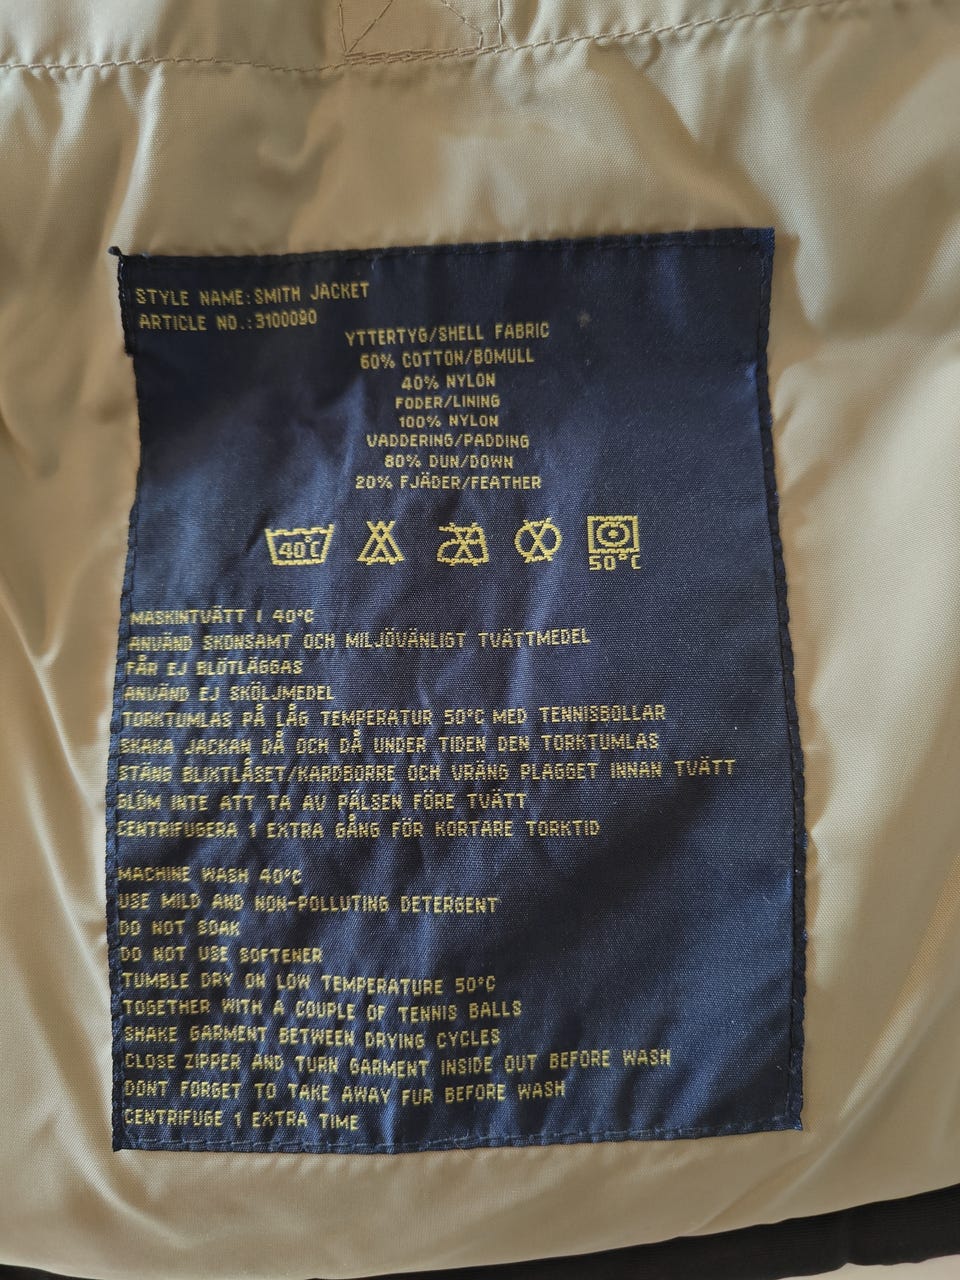 STYLE NAME:SMITH JACKET
ARTICLE NO.:3100090
YTTERTYG/SHELL FABRIC
60% COTTON/BOMULL
40% NYLON
FODER/LINING
100% NYLON
VADDERING/PADDING
80% DUN/DOWN
20% FJÄDER/FEATHER
40°C
50°C
MASKINTVÄTT I 40°C
ANVÄND SKONSAMT OCH MILJÖVÄNLIGT TVÄTTMEDEL
FÅR EJ BLÖTLÄGGAS
ANVÄND EJ SKÖLJMEDEL
TORKTUMLAS PÅ LÅG TEMPERATUR 50°C MED TENNISBOLLAR
SKAKA JACKAN DÅ OCH DÅ UNDER TIDEN DEN TORKTUMLAS
STÄNG BLIXTLÅSET/KARDBORRE OCH VRÄNG PLAGGET INNAN TVÄTT
GLÖM INTE ATT TA AV PÄLSEN FÖRE TVÄTT
CENTRIFUGERA 1 EXTRA GÅNG FÖR KORTARE TORKTID
MACHINE WASH 40°C
USE MILD AND NON-POLLUTING DETERGENT
DO NOT SOAK
DO NOT USE SOFTENER
TUMBLE DRY ON LOW TEMPERATURE 50°C
TOGETHER WITH A COUPLE OF TENNIS BALLS
SHAKE GARMENT BETWEEN DRYING CYCLES
CLOSE ZIPPER AND TURN GARMENT INSIDE OUT BEFORE WASH
DONT FORGET TO TAKE AWAY FUR BEFORE WASH
CENTRIFUGE 1 EXTRA TIME